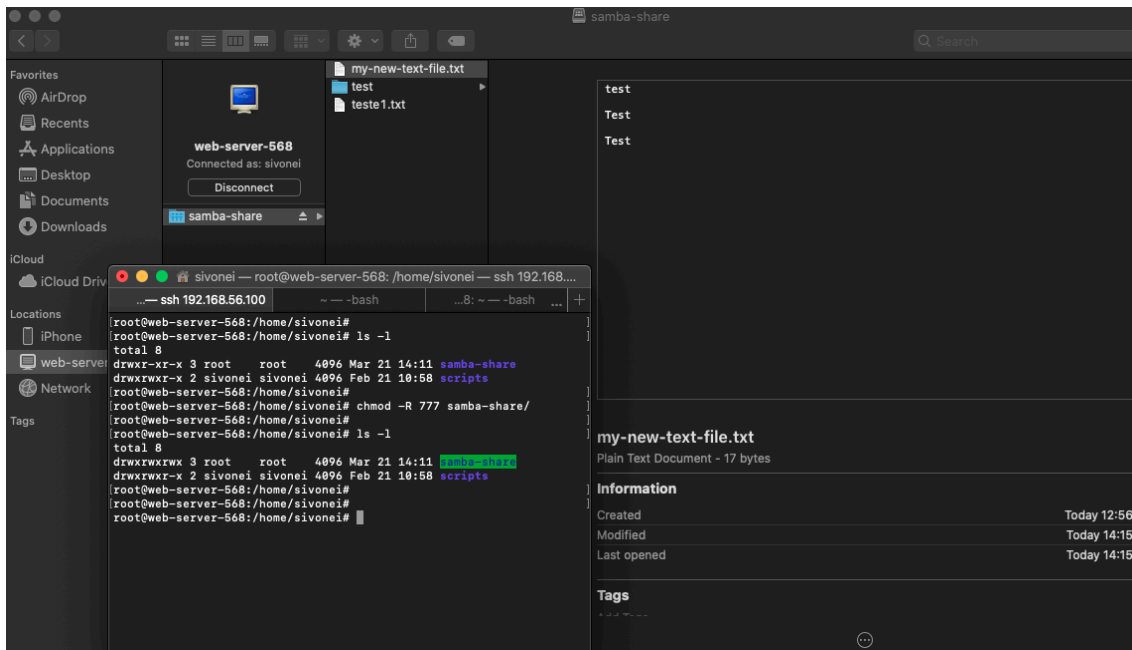 samba-share
Search
Favorites
AirDrop
Recents
Applications
Desktop
Documents
Downloads
iCloud
iCloud Driv
Locations
iPhone
web-server
Network
Tags
web-server-568
Connected as: sivonei
Disconnect
samba-share
my-new-text-file.txt
test
teste1.txt
test
Test
Test
my-new-text-file.txt
Plain Text Document - 17 bytes
Information
Created Today 12:56
Modified Today 14:15
Last opened Today 14:15
Tags
Add Tags
sivonei — root@web-server-568: /home/sivonei — ssh 192.168....
...— ssh 192.168.56.100 ~ — -bash ...8: ~ — -bash ... +
[root@web-server-568:/home/sivonei# ]
[root@web-server-568:/home/sivonei# ls -l ]
total 8
drwxr-xr-x 3 root root 4096 Mar 21 14:11 samba-share
drwxrwxr-x 2 sivonei sivonei 4096 Feb 21 10:58 scripts
[root@web-server-568:/home/sivonei# ]
[root@web-server-568:/home/sivonei# chmod -R 777 samba-share/ ]
[root@web-server-568:/home/sivonei# ]
[root@web-server-568:/home/sivonei# ls -l ]
total 8
drwxrwxrwx 3 root root 4096 Mar 21 14:11 samba-share
drwxrwxr-x 2 sivonei sivonei 4096 Feb 21 10:58 scripts
[root@web-server-568:/home/sivonei# ]
[root@web-server-568:/home/sivonei# ]
root@web-server-568:/home/sivonei#